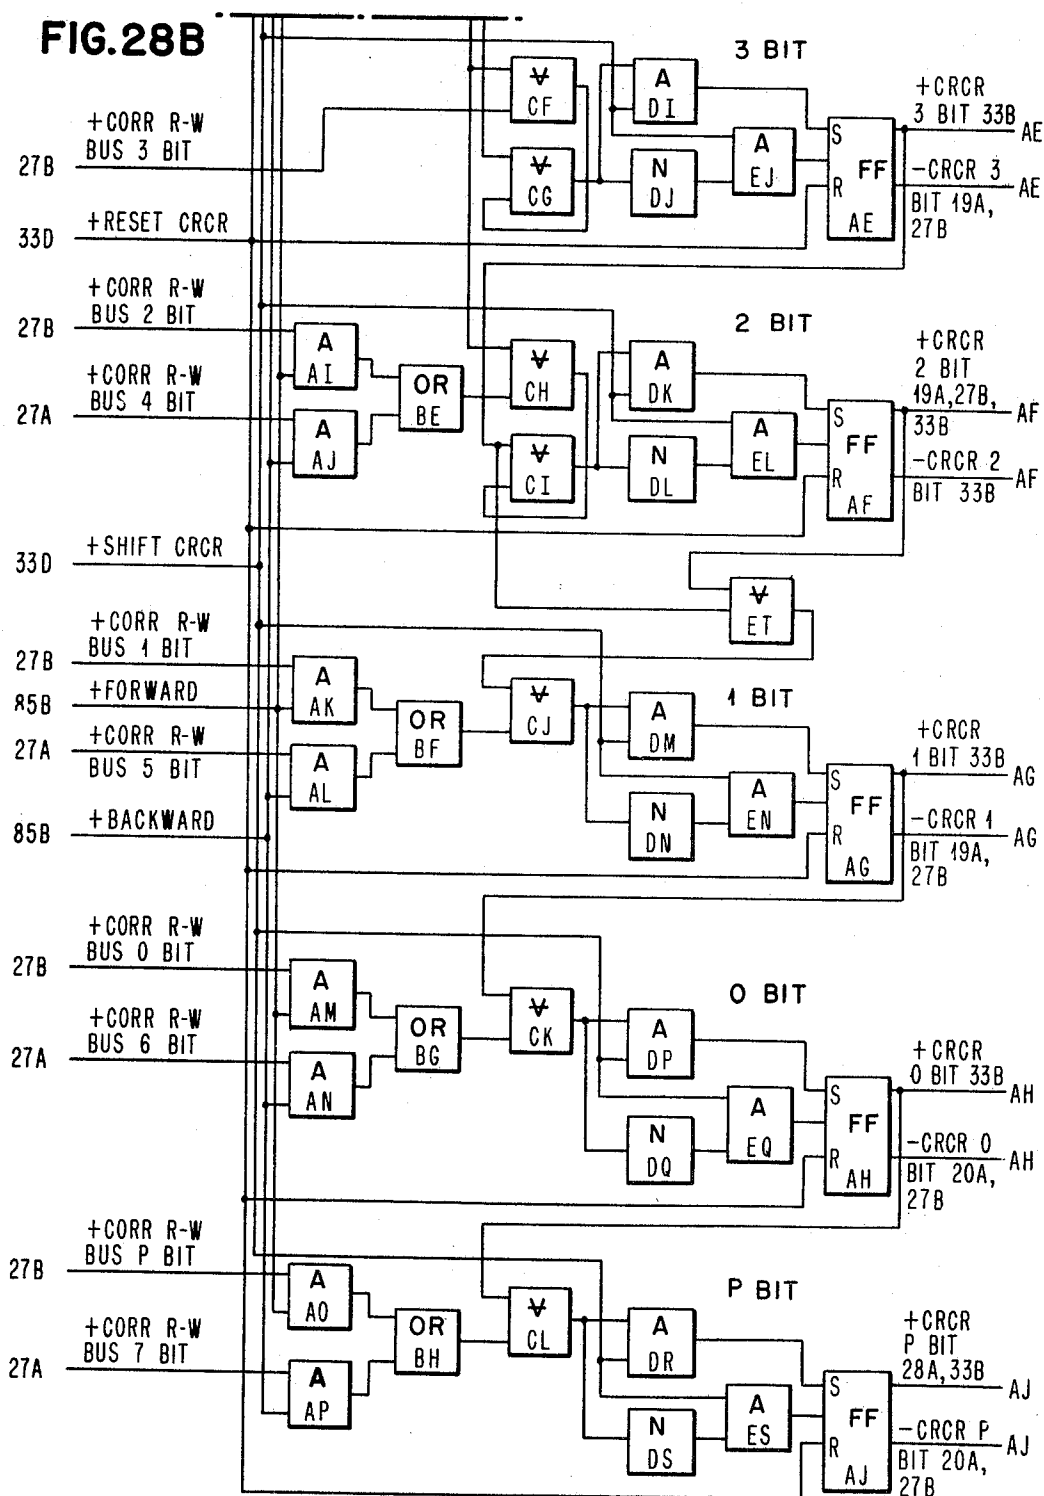 FIG.28B
3 BIT
∀
CF
A
DI
+CRCR
3 BIT 33B
AE
+CORR R-W
BUS 3 BIT
27B
∀
CG
N
DJ
A
EJ
S
FF
R
AE
-CRCR 3
AE
BIT 19A,
27B
33D
+RESET CRCR
+CORR R-W
BUS 2 BIT
27B
2 BIT
A
AI
OR
BE
∀
CH
A
DK
+CRCR
2 BIT
19A,27B,
33B
AF
+CORR R-W
BUS 4 BIT
27A
A
AJ
∀
CI
N
DL
A
EL
S
FF
R
AF
-CRCR 2
BIT 33B
AF
33D
+SHIFT CRCR
∀
ET
+CORR R-W
BUS 1 BIT
27B
85B
+FORWARD
A
AK
OR
BF
∀
CJ
1 BIT
A
DM
+CRCR
1 BIT 33B
AG
27A
+CORR R-W
BUS 5 BIT
A
AL
N
DN
A
EN
S
FF
R
AG
-CRCR 1
AG
BIT 19A,
27B
85B
+BACKWARD
+CORR R-W
BUS 0 BIT
27B
A
AM
OR
BG
∀
CK
0 BIT
A
DP
+CRCR
0 BIT 33B
AH
+CORR R-W
BUS 6 BIT
27A
A
AN
N
DQ
A
EQ
S
FF
R
AH
-CRCR 0
AH
BIT 20A,
27B
+CORR R-W
BUS P BIT
27B
A
AO
OR
BH
∀
CL
P BIT
A
DR
+CRCR
P BIT
28A,33B
AJ
+CORR R-W
BUS 7 BIT
27A
A
AP
N
DS
A
ES
S
FF
R
AJ
-CRCR P
AJ
BIT 20A,
27B